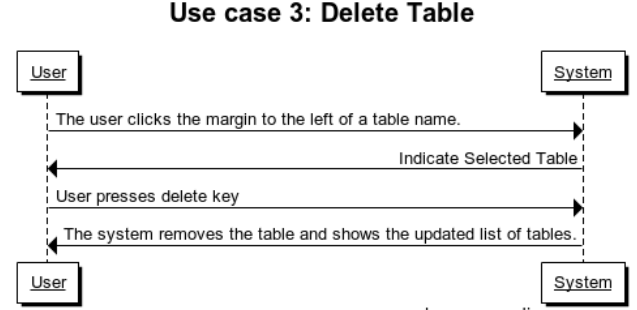 Use case 3: Delete Table
User
System
The user clicks the margin to the left of a table name.
Indicate Selected Table
User presses delete key
The system removes the table and shows the updated list of tables.
User
System